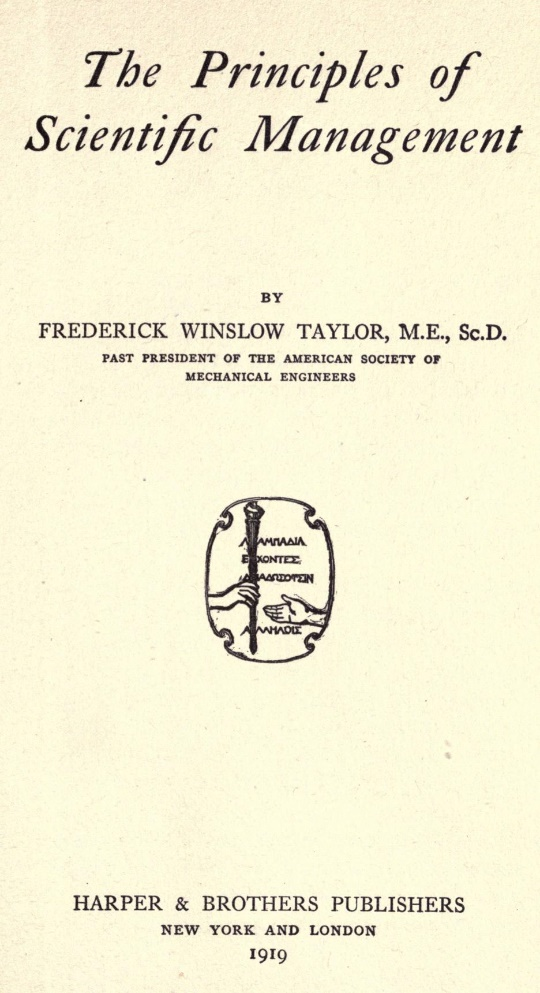 The Principles of
Scientific Management
BY
FREDERICK WINSLOW TAYLOR, M.E., Sc.D.
PAST PRESIDENT OF THE AMERICAN SOCIETY OF
MECHANICAL ENGINEERS
HARPER & BROTHERS PUBLISHERS
NEW YORK AND LONDON
1919